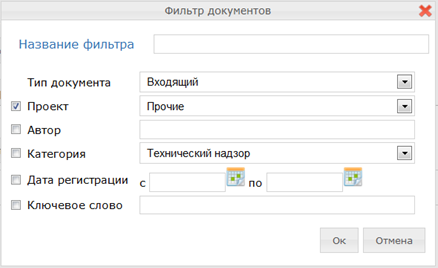 Фильтр документов
Название фильтра
Тип документа Входящий
Проект Прочие
Автор
Категория Технический надзор
Дата регистрации с по
Ключевое слово
Ок Отмена